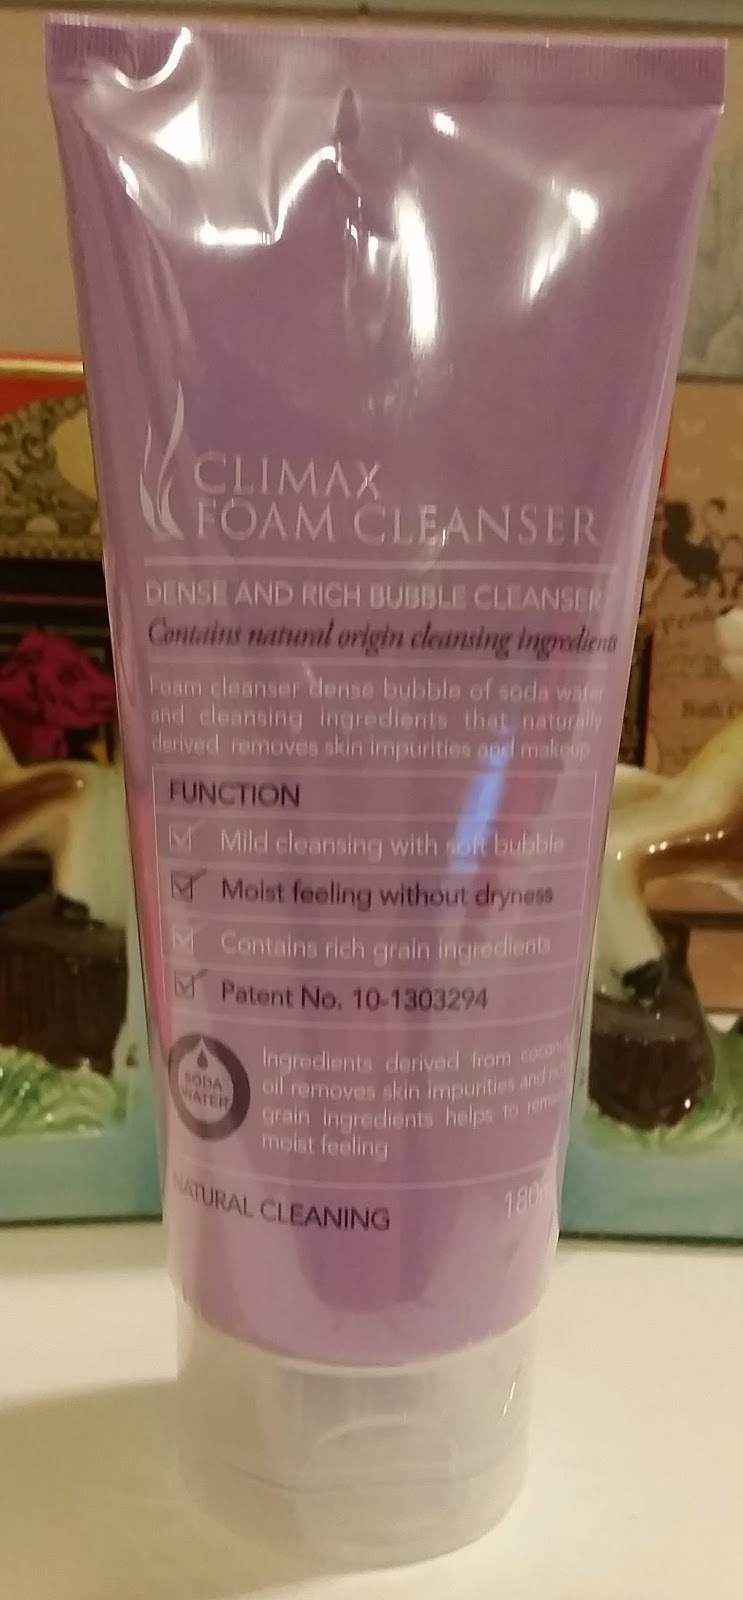 CLIMAX
FOAM CLEANSER
DENSE AND RICH BUBBLE CLEANSER
Contains natural origin cleansing ingredients
Foam cleanser dense bubble of soda water
and cleansing ingredients that naturally
derived removes skin impurities and makeup
FUNCTION
Mild cleansing with soft bubble
Moist feeling without dryness
Contains rich grain ingredients
Patent No. 10-1303294
SODA
WATER
Ingredients derived from coconut
oil removes skin impurities and
grain ingredients helps to
moist feeling
NATURAL CLEANING
180